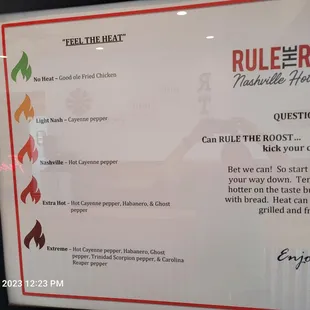 "FEEL THE HEAT"
No Heat – Good ole Fried Chicken
Light Nash – Cayenne pepper
Nashville – Hot Cayenne pepper
Extra Hot – Hot Cayenne pepper, Habanero, & Ghost
pepper
Extreme – Hot Cayenne pepper, Habanero, Ghost
pepper, Trinidad Scorpion pepper, & Carolina
Reaper pepper
RULE THE R
Nashville Hot
QUESTIO
Can RULE THE ROOST...
kick your
Bet we can! So start
your way down.
hotter on the taste
with bread. Heat can
grilled and
Enjo
2023 12:23 PM